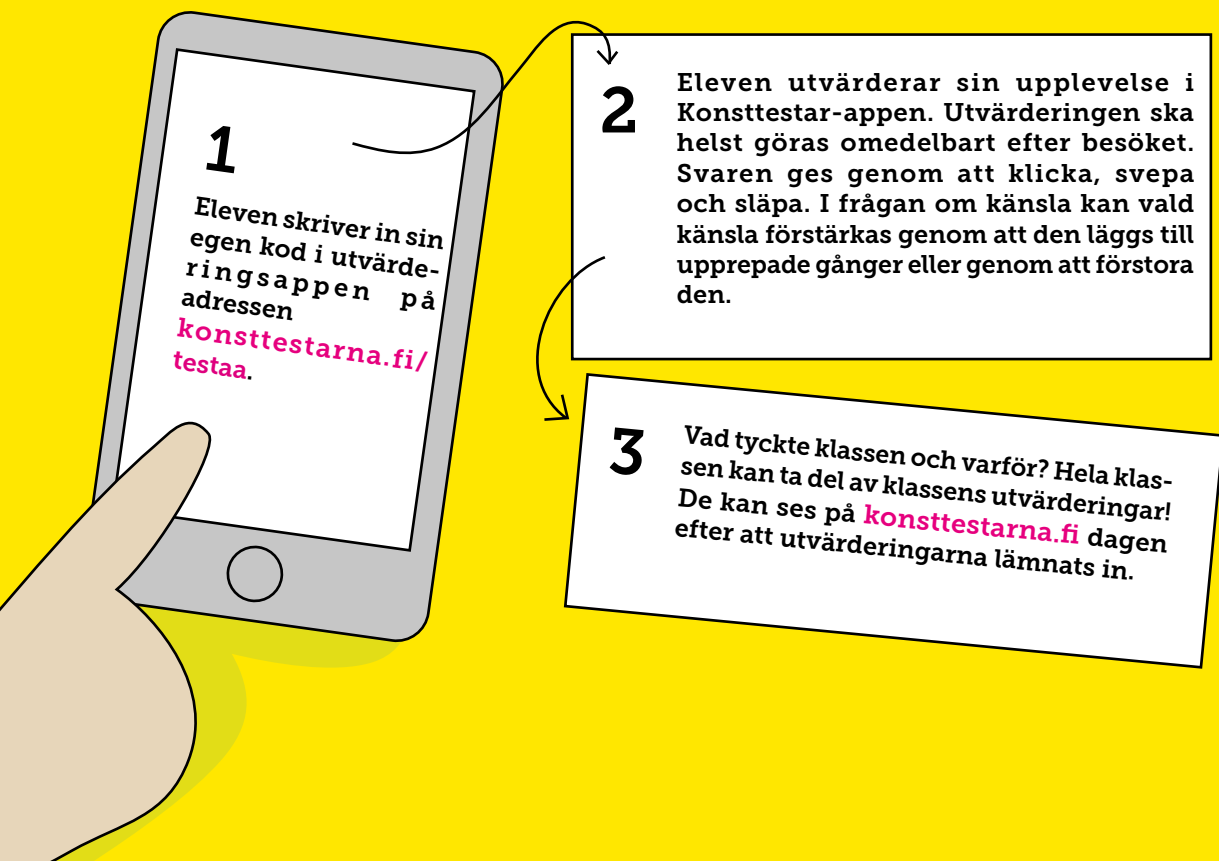 1
Eleven skriver in sin
egen kod i utvärde-
ringsappen på
adressen
konsttestarna.fi/
testaa.
2
Eleven utvärderar sin upplevelse i
Konsttestar-appen. Utvärderingen ska
helst göras omedelbart efter besöket.
Svaren ges genom att klicka, svepa
och släpa. I frågan om känsla kan vald
känsla förstärkas genom att den läggs till
upprepade gånger eller genom att förstora
den.
3
Vad tyckte klassen och varför? Hela klas-
sen kan ta del av klassens utvärderingar!
De kan ses på konsttestarna.fi dagen
efter att utvärderingarna lämnats in.